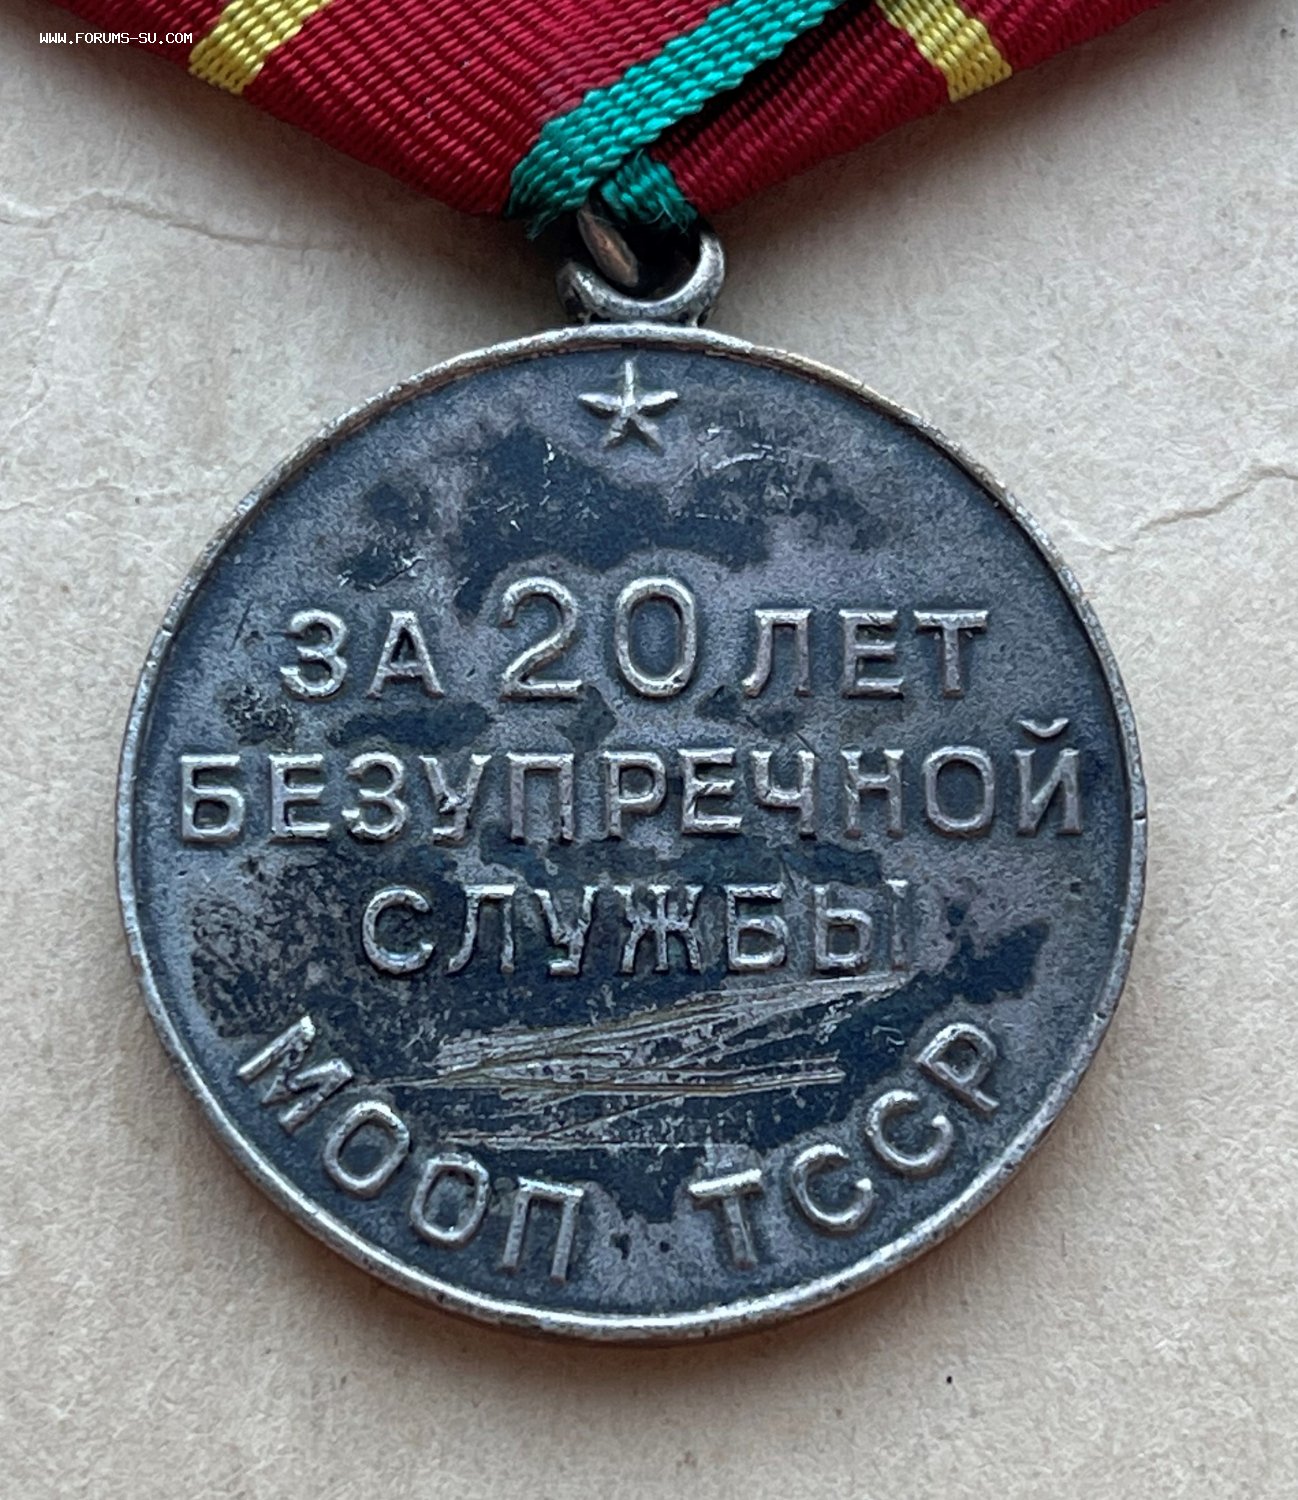 WWW.FORUMS-SU.COM
ЗА 20 ЛЕТ
БЕЗУПРЕЧНОЙ
СЛУЖБЫ
МООП ТССР